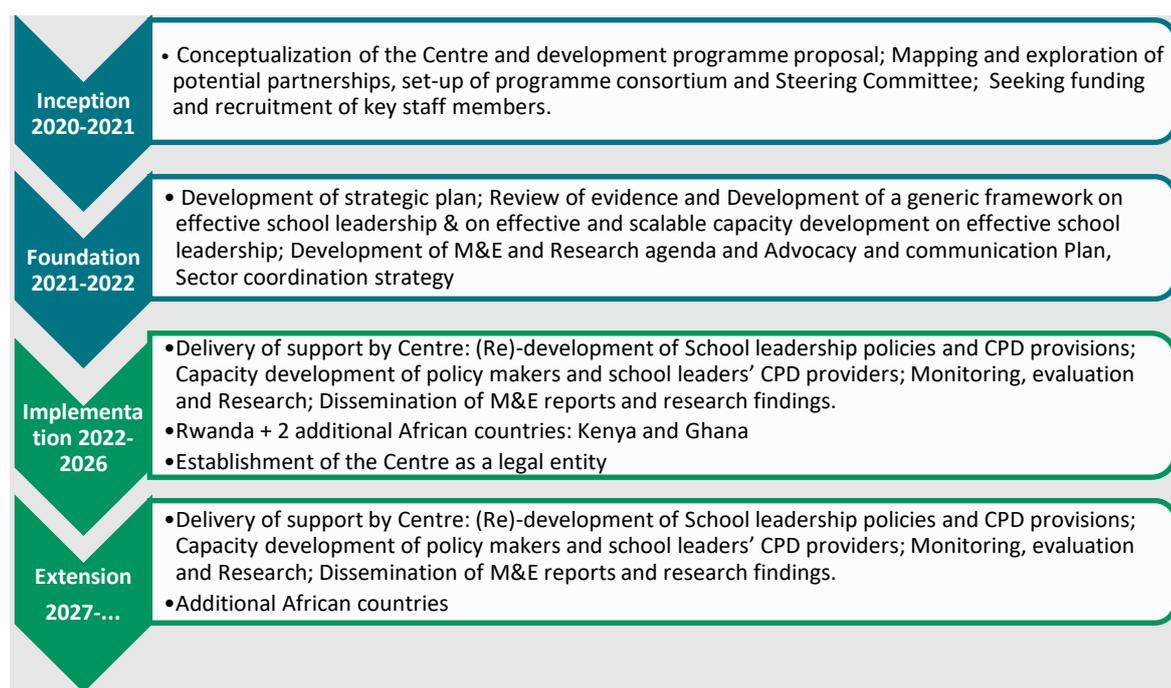 Inception
2020-2021
• Conceptualization of the Centre and development programme proposal; Mapping and exploration of
potential partnerships, set-up of programme consortium and Steering Committee;  Seeking funding
and recruitment of key staff members.
Foundation
2021-2022
• Development of strategic plan; Review of evidence and Development of a generic framework on
effective school leadership & on effective and scalable capacity development on effective school
leadership; Development of M&E and Research agenda and Advocacy and communication Plan,
Sector coordination strategy
Implementa
tion 2022-
2026
•Delivery of support by Centre: (Re)-development of School leadership policies and CPD provisions;
Capacity development of policy makers and school leaders’ CPD providers; Monitoring, evaluation
and Research; Dissemination of M&E reports and research findings.
•Rwanda + 2 additional African countries: Kenya and Ghana
•Establishment of the Centre as a legal entity
Extension
2027-...
•Delivery of support by Centre: (Re)-development of School leadership policies and CPD provisions;
Capacity development of policy makers and school leaders’ CPD providers; Monitoring, evaluation
and Research; Dissemination of M&E reports and research findings.
•Additional African countries